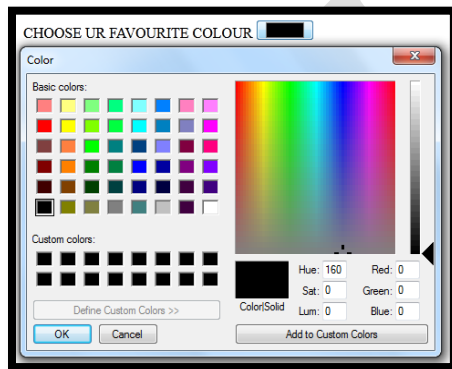 CHOOSE UR FAVOURITE COLOUR
Color
Basic colors:
Custom colors:
Define Custom Colors >>
OK Cancel
Color|Solid
Hue: 160 Red: 0
Sat: 0 Green: 0
Lum: 0 Blue: 0
Add to Custom Colors